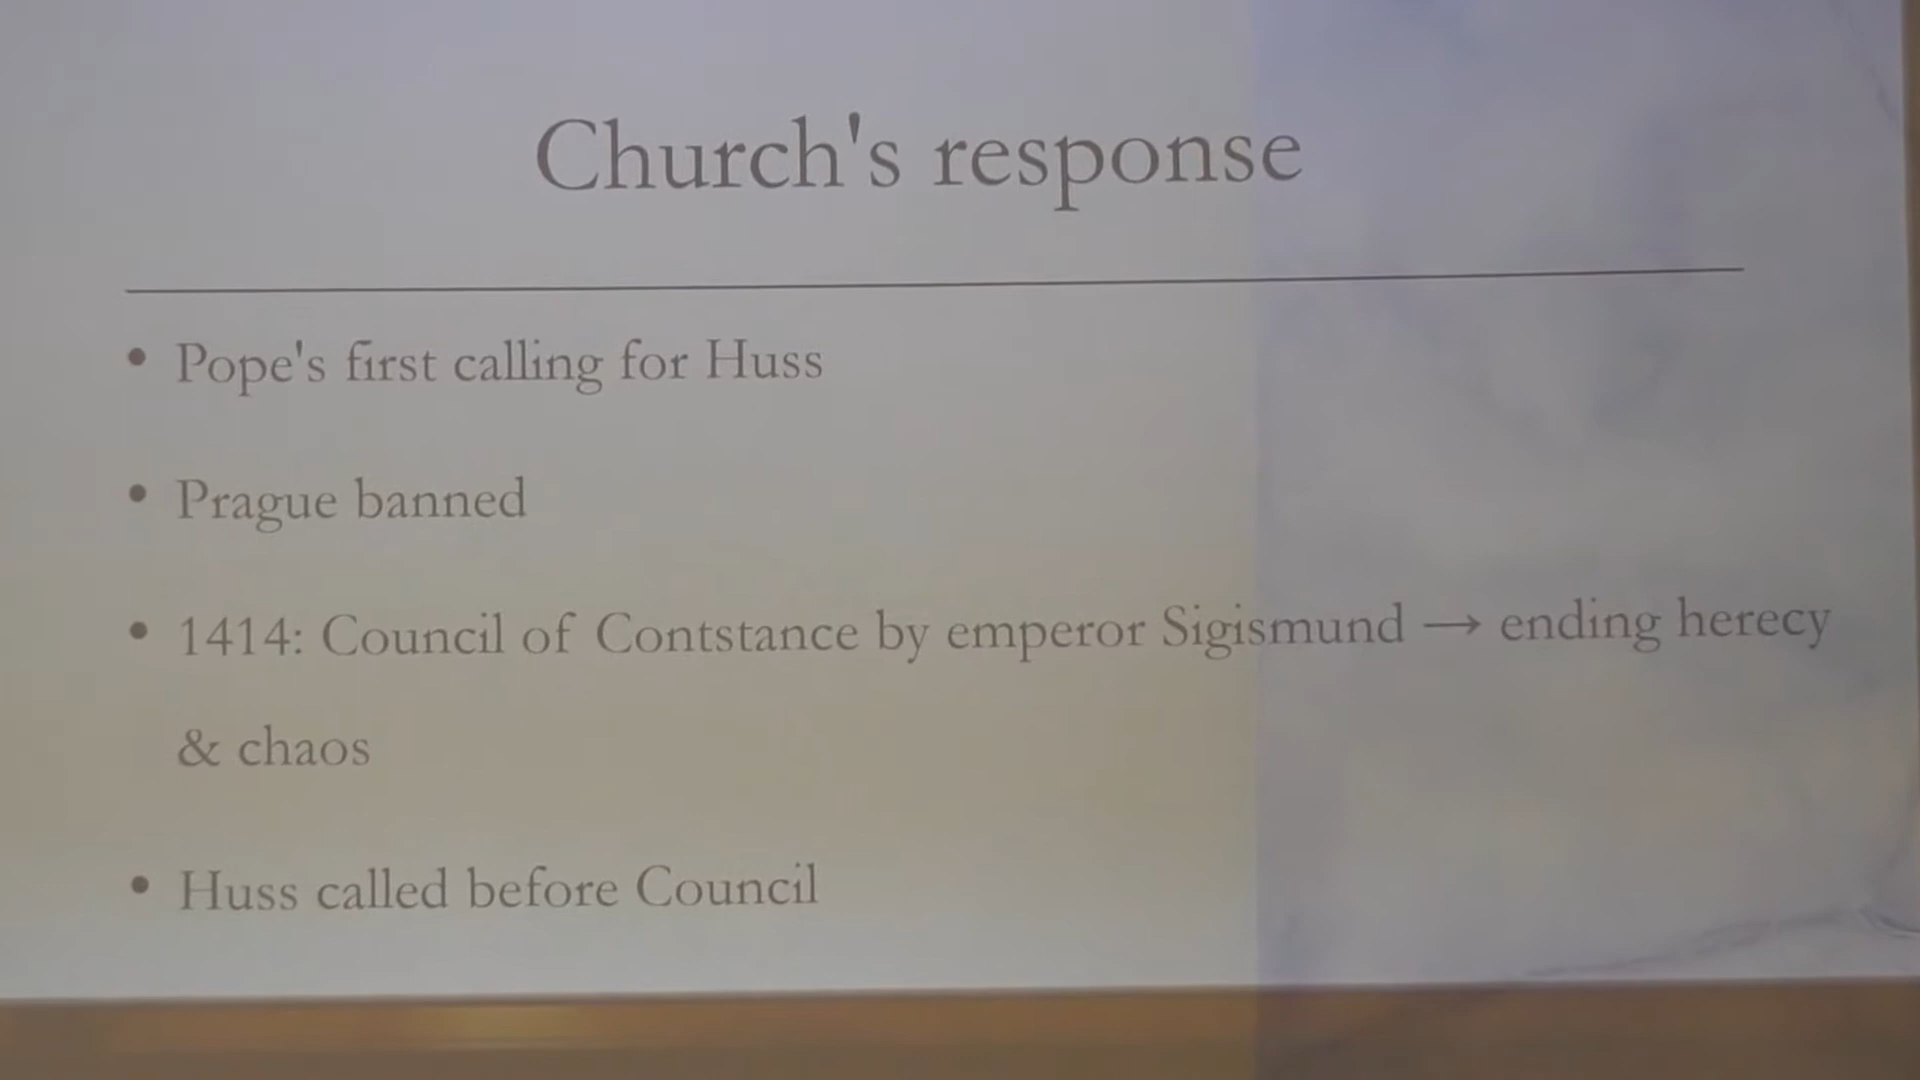 Church's response
• Pope's first calling for Huss
• Prague banned
• 1414: Council of Contstance by emperor Sigismund → ending herecy
& chaos
• Huss called before Council